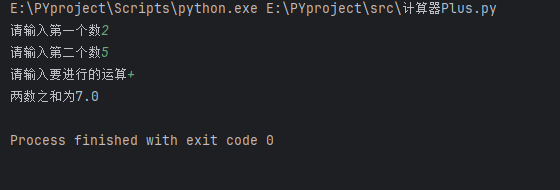 E:\PYproject\Scripts\python.exe E:\PYproject\src\计算器Plus.py
请输入第一个数2
请输入第二个数5
请输入要进行的运算+
两数之和为7.0
Process finished with exit code 0